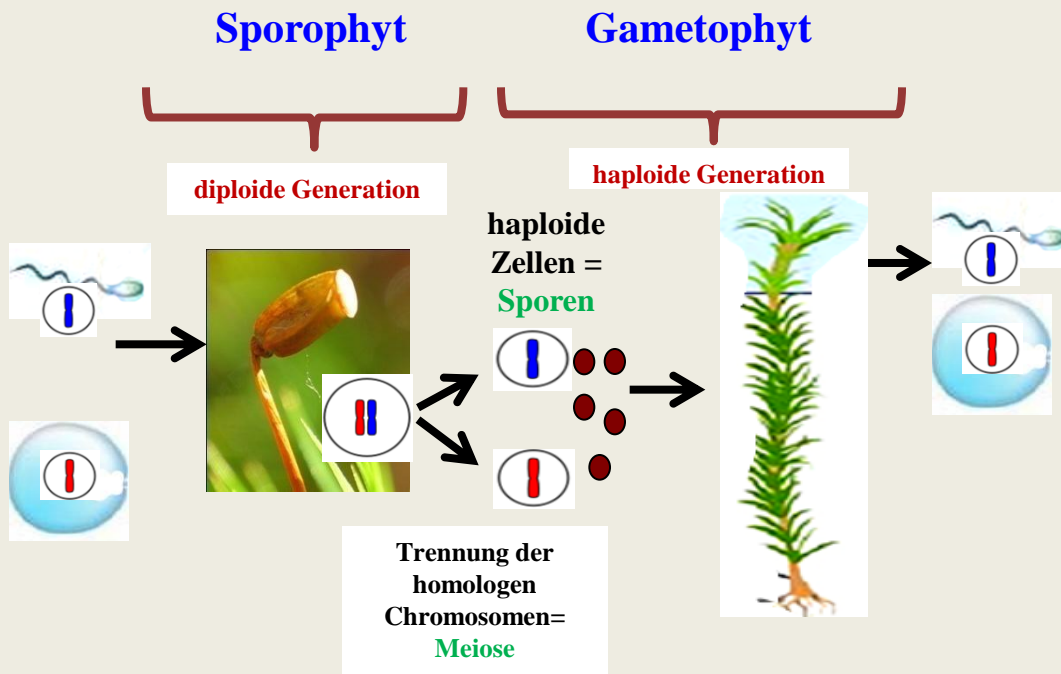 Sporophyt
Gametophyt
diploide Generation
haploide Generation
haploide
Zellen =
Sporen
Trennung der
homologen
Chromosomen=
Meiose